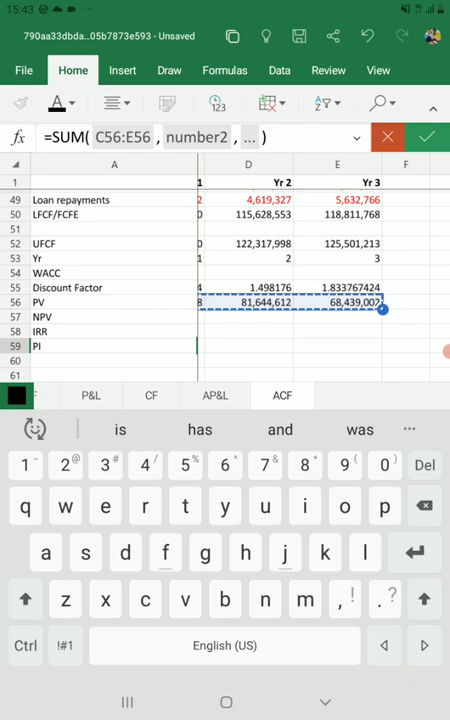 15:43
790aa33dbda...05b7873e593 - Unsaved
File Home Insert Draw Formulas Data Review View
A 123 A Z
fx =SUM( C56:E56 , number2 , ... )
A D E F
1 1 Yr 2 Yr 3
49 Loan repayments 2 4,619,327 5,632,766
50 LFCF/FCFE 0 115,628,553 118,811,768
51
52 UFCF 0 122,317,998 125,501,213
53 Yr 1 2 3
54 WACC
55 Discount Factor 4 1.498176 1.833767424
56 PV 8 81,644,612 68,439,002
57 NPV
58 IRR
59 PI
60
61
P&L CF AP&L ACF
is has and was ...
1 - 2 @ 3 # 4 / 5 % 6 ^ 7 & 8 * 9 ( 0 ) Del
q w e r t y u i o p
a s d f g h j k l
z x c v b n m , ! . ?
Ctrl !#1 English (US)